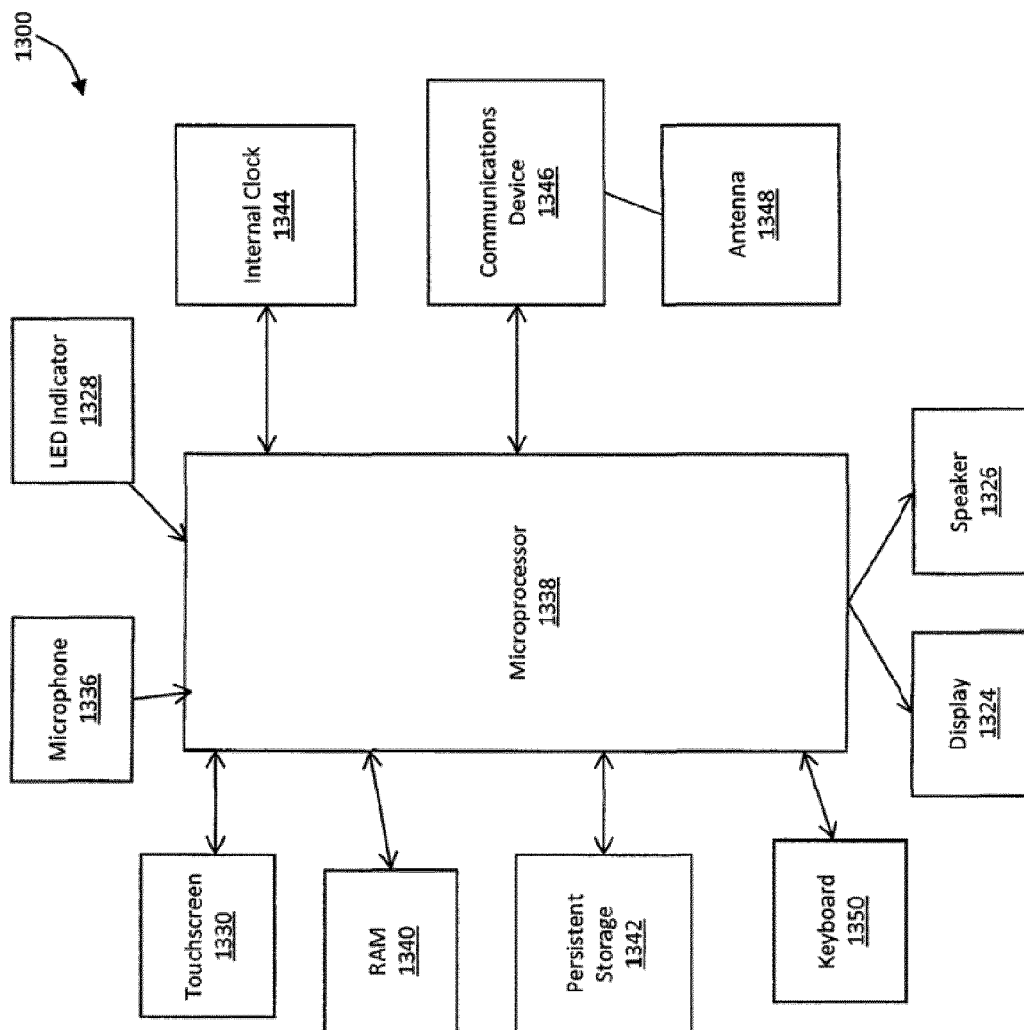 1300
Microphone
1336
LED Indicator
1328
Touchscreen
1330
Internal Clock
1344
RAM
1340
Microprocessor
1338
Communications
Device
1346
Persistent
Storage
1342
Antenna
1348
Keyboard
1350
Display
1324
Speaker
1326